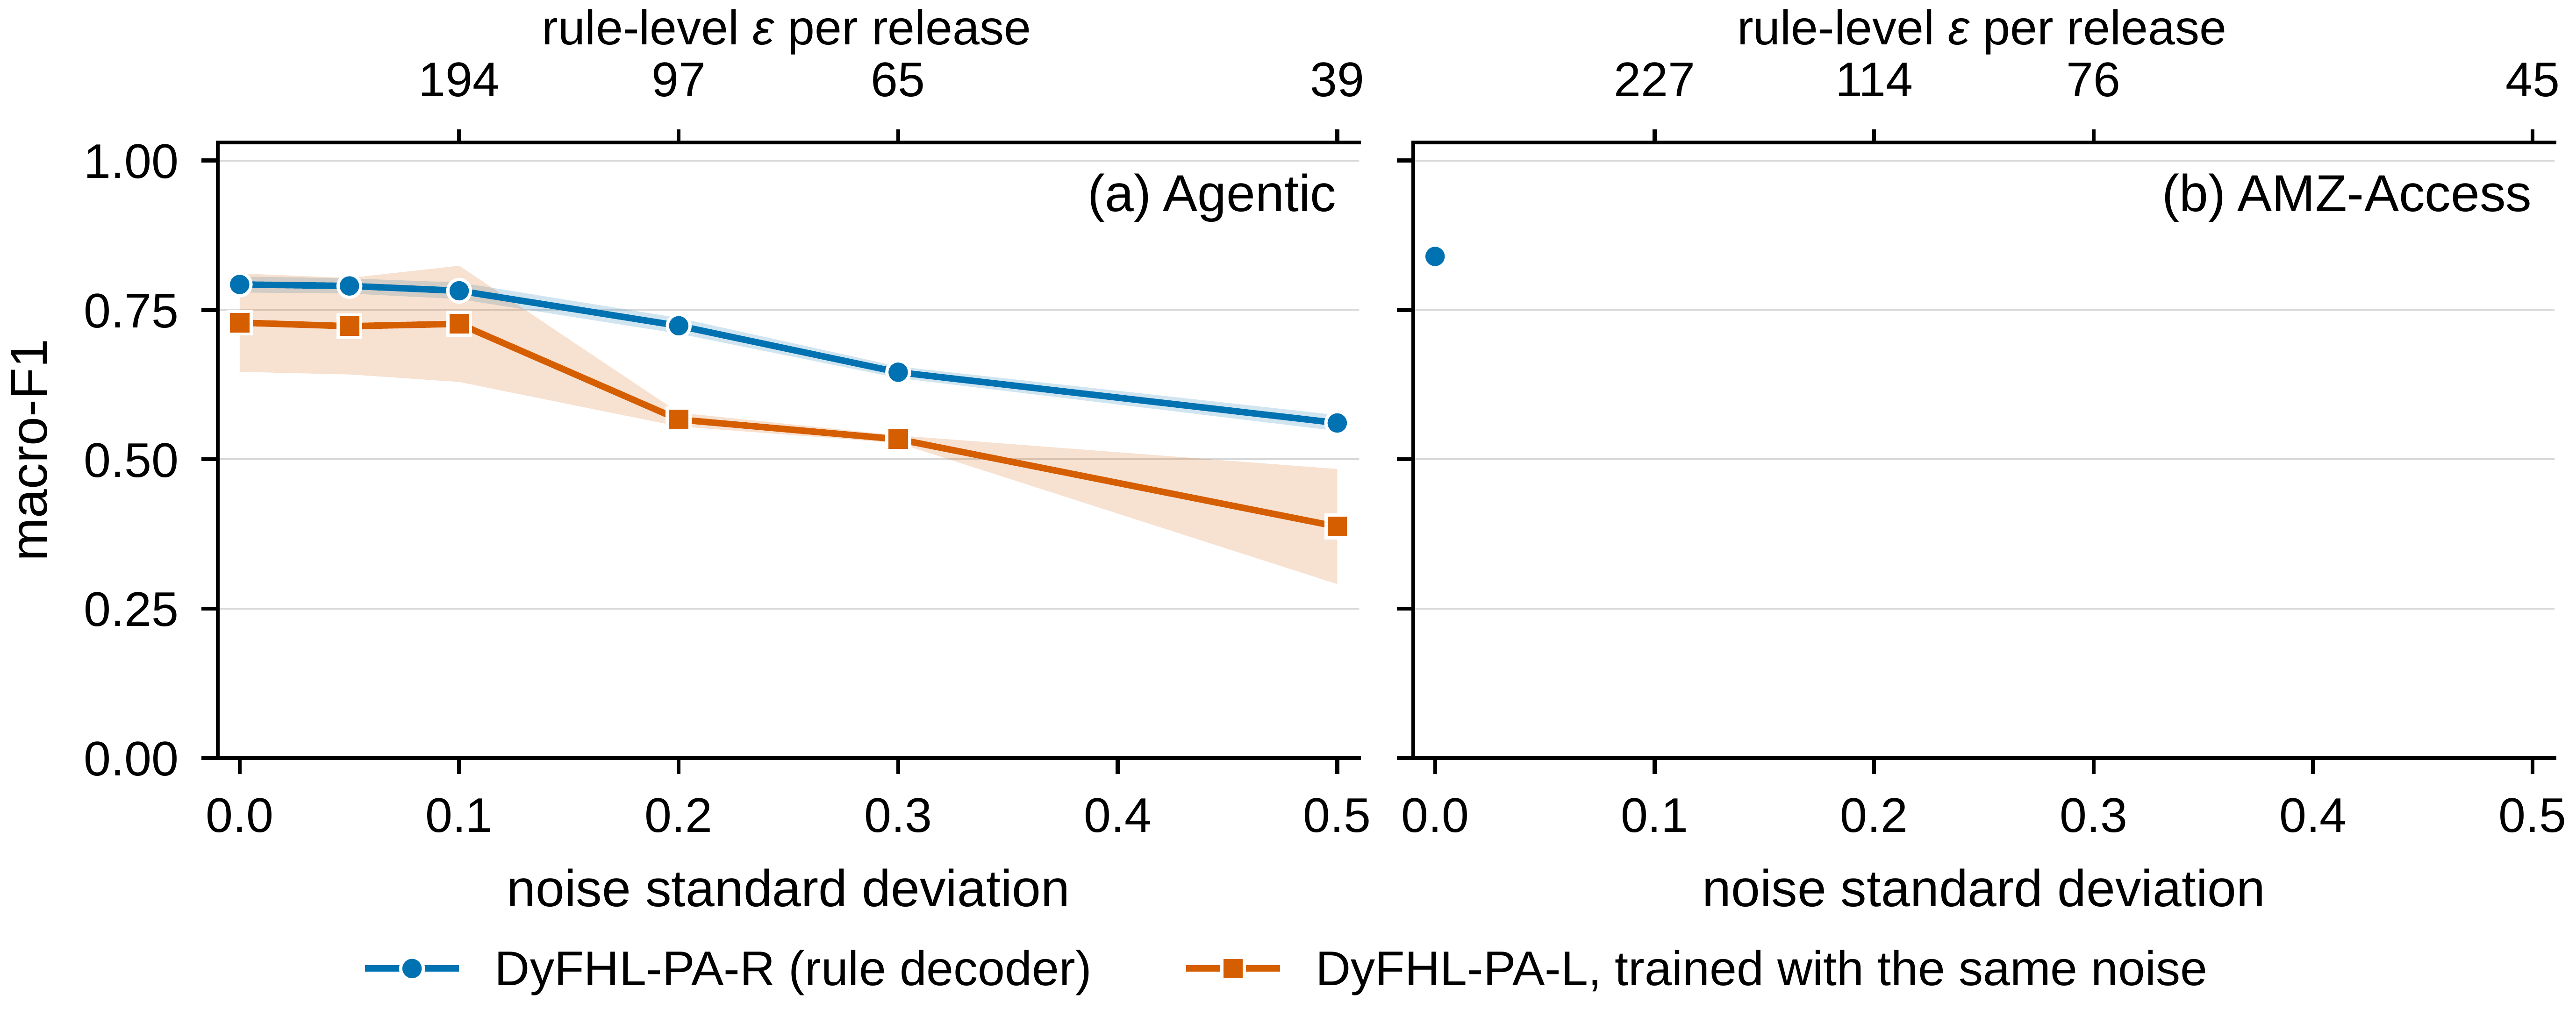 rule-level ε per release
194 97 65 39
rule-level ε per release
227 114 76 45
(a) Agentic
(b) AMZ-Access
macro-F1
1.00
0.75
0.50
0.25
0.00
0.0 0.1 0.2 0.3 0.4 0.5
0.0 0.1 0.2 0.3 0.4 0.5
noise standard deviation
noise standard deviation
DyFHL-PA-R (rule decoder)
DyFHL-PA-L, trained with the same noise